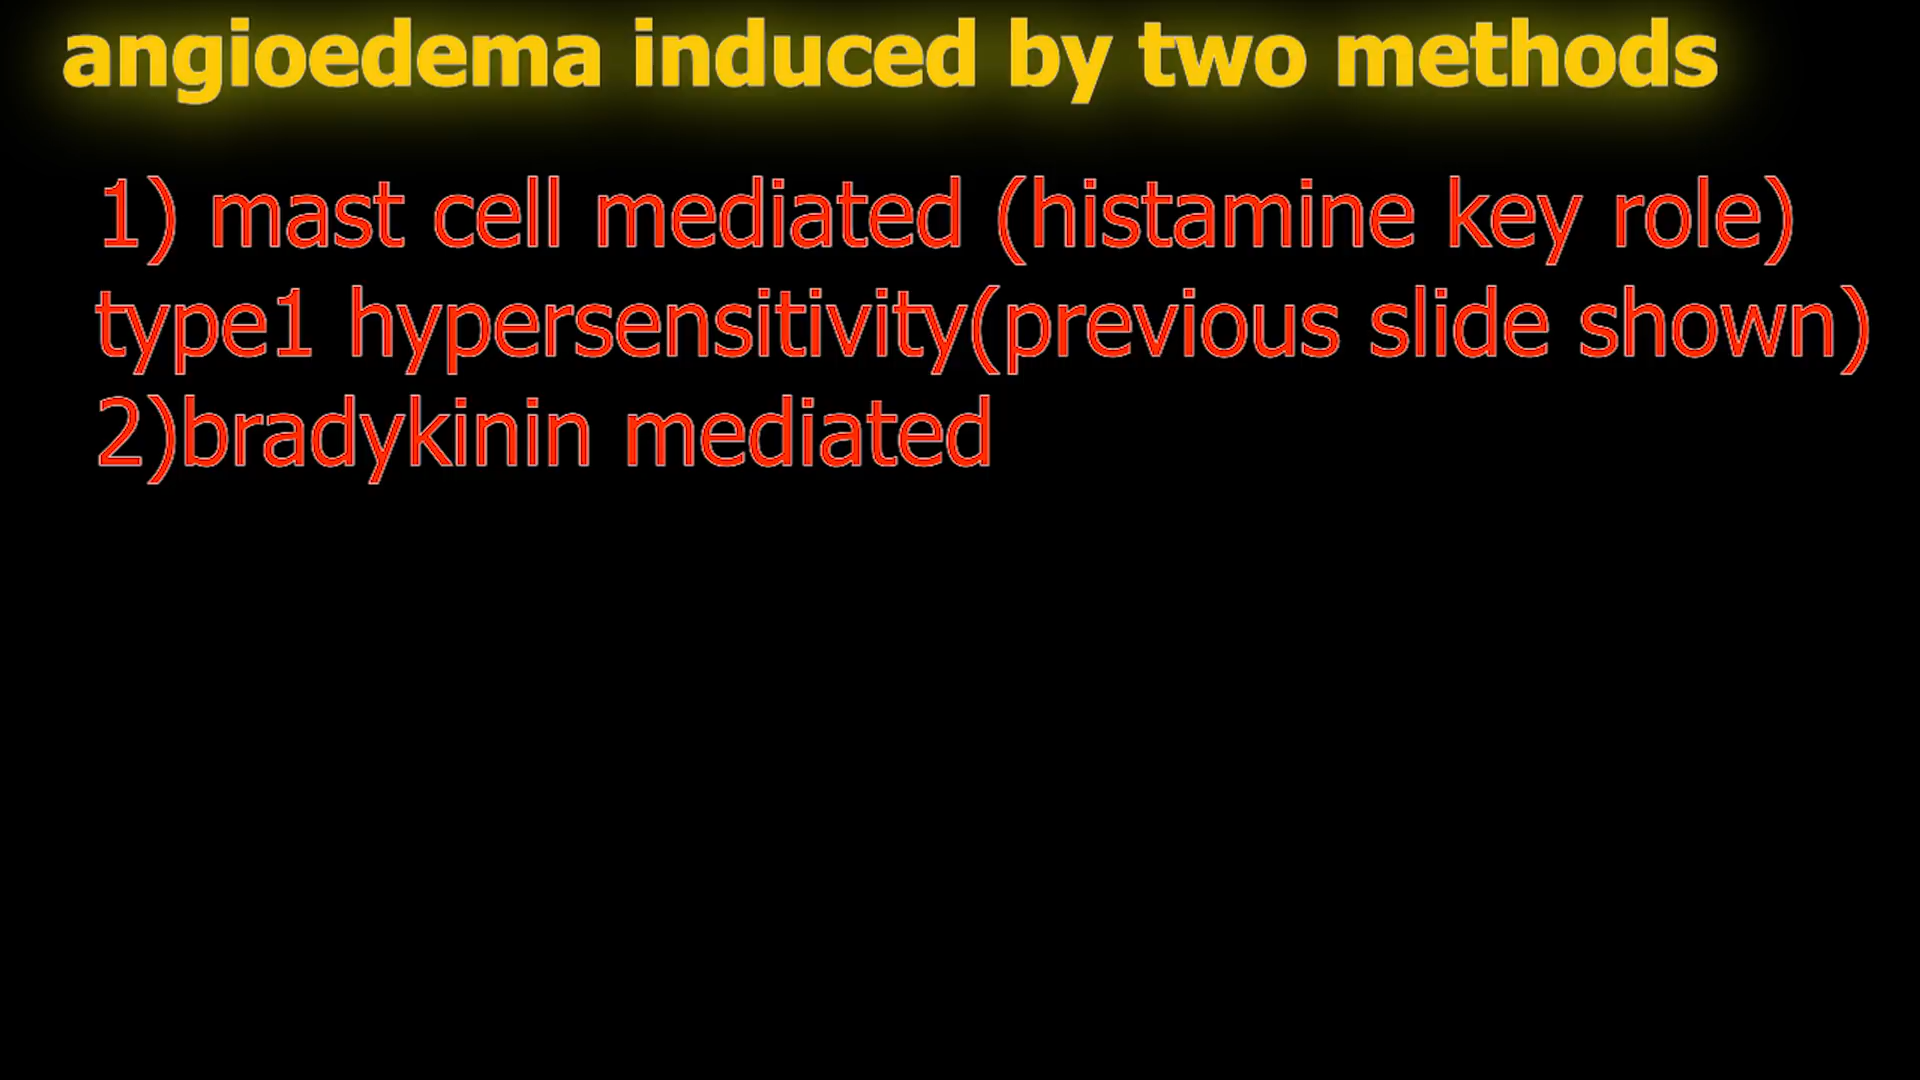 angioedema induced by two methods
1) mast cell mediated (histamine key role)
type1 hypersensitivity(previous slide shown)
2)bradykinin mediated